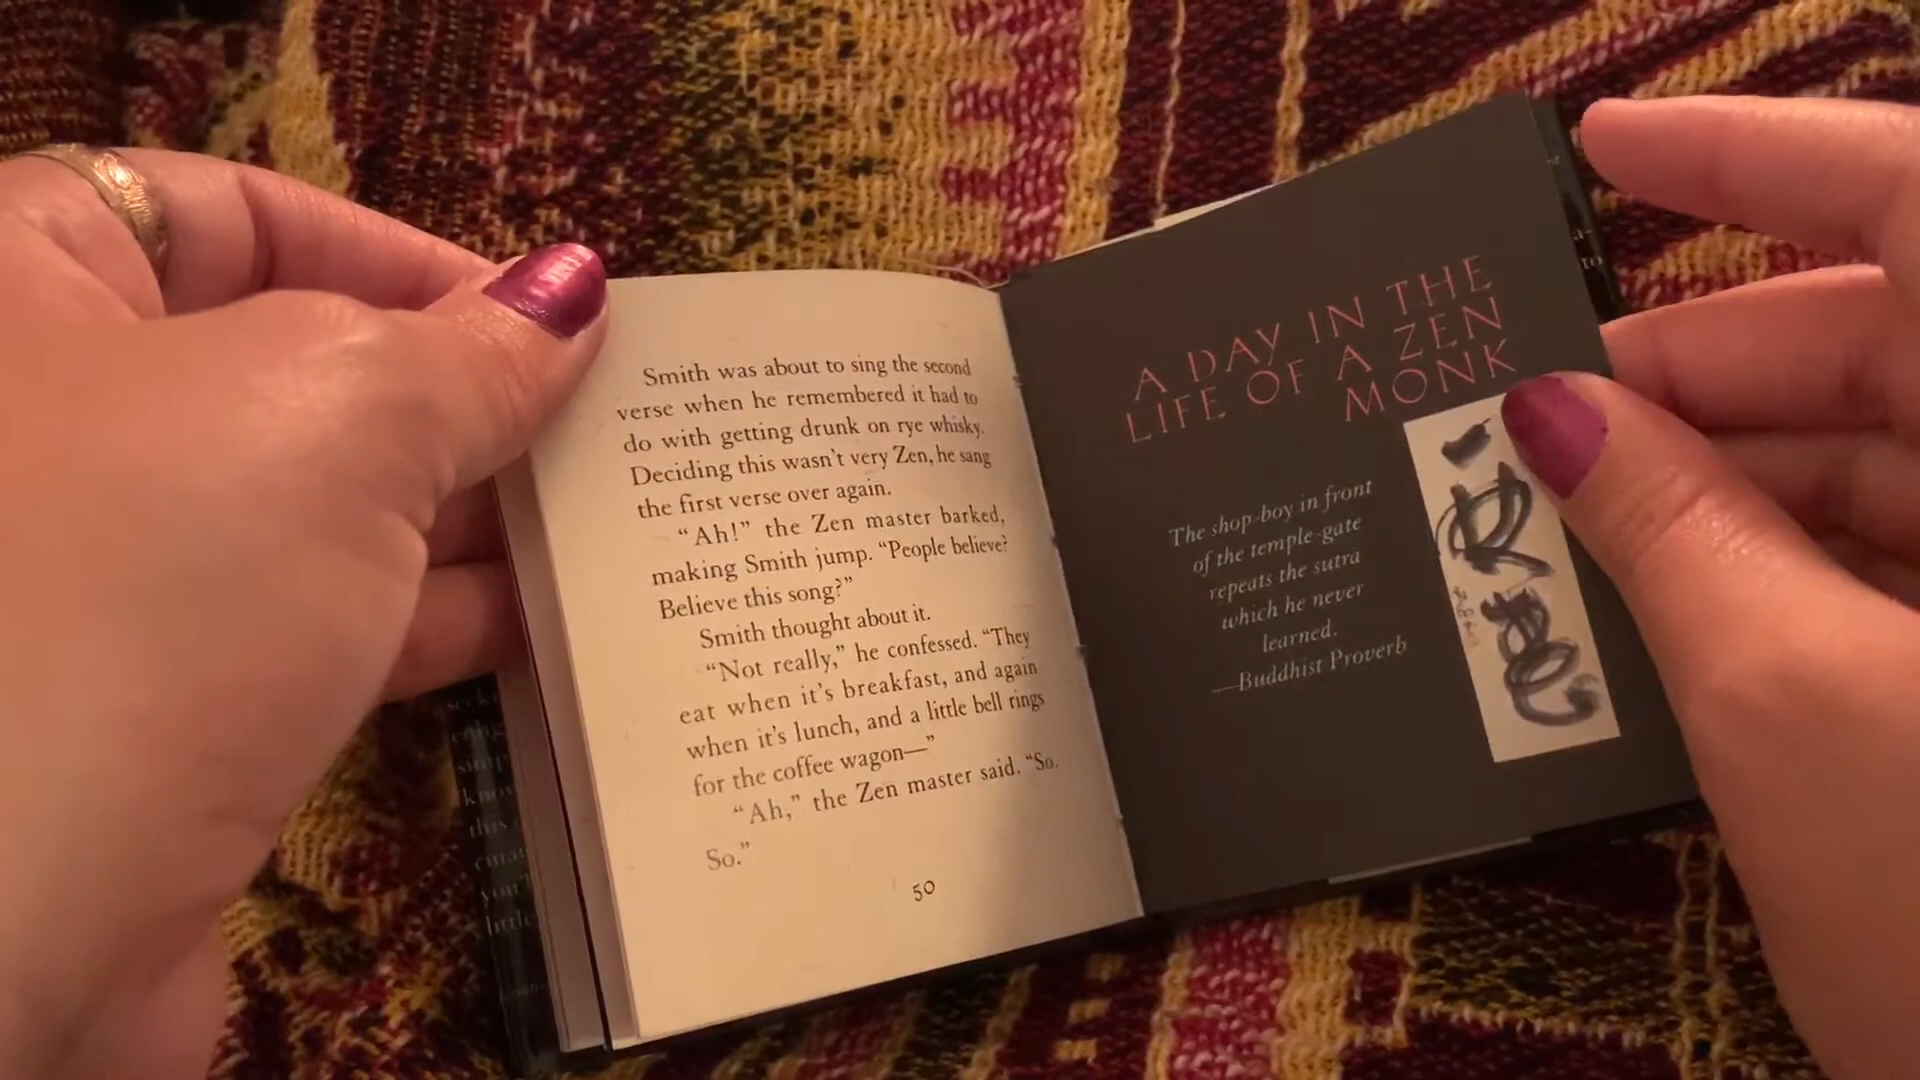 Smith was about to sing the second
verse when he remembered it had to
do with getting drunk on rye whisky.
Deciding this wasn't very Zen, he sang
the first verse over again.
“Ah!” the Zen master barked,
making Smith jump. “People believe?
Believe this song?”
Smith thought about it.
“Not really,” he confessed. “They
eat when it's breakfast, and again
when it's lunch, and a little bell rings
for the coffee wagon—”
“Ah,” the Zen master said. “So.
So.”
50
A DAY IN THE
LIFE OF A ZEN
MONK
The shop-boy in front
of the temple-gate
repeats the sutra
which he never
learned.
—Buddhist Proverb